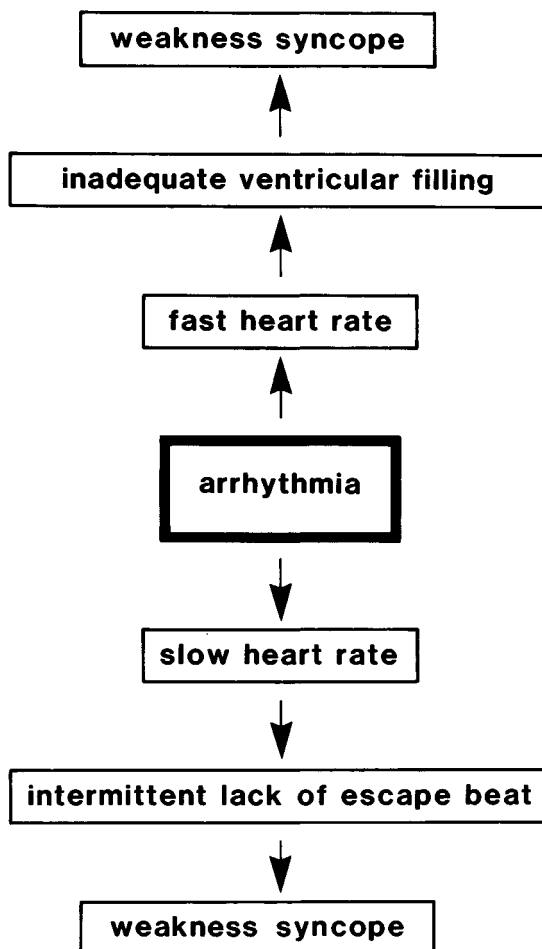 weakness syncope
inadequate ventricular filling
fast heart rate
arrhythmia
slow heart rate
intermittent lack of escape beat
weakness syncope